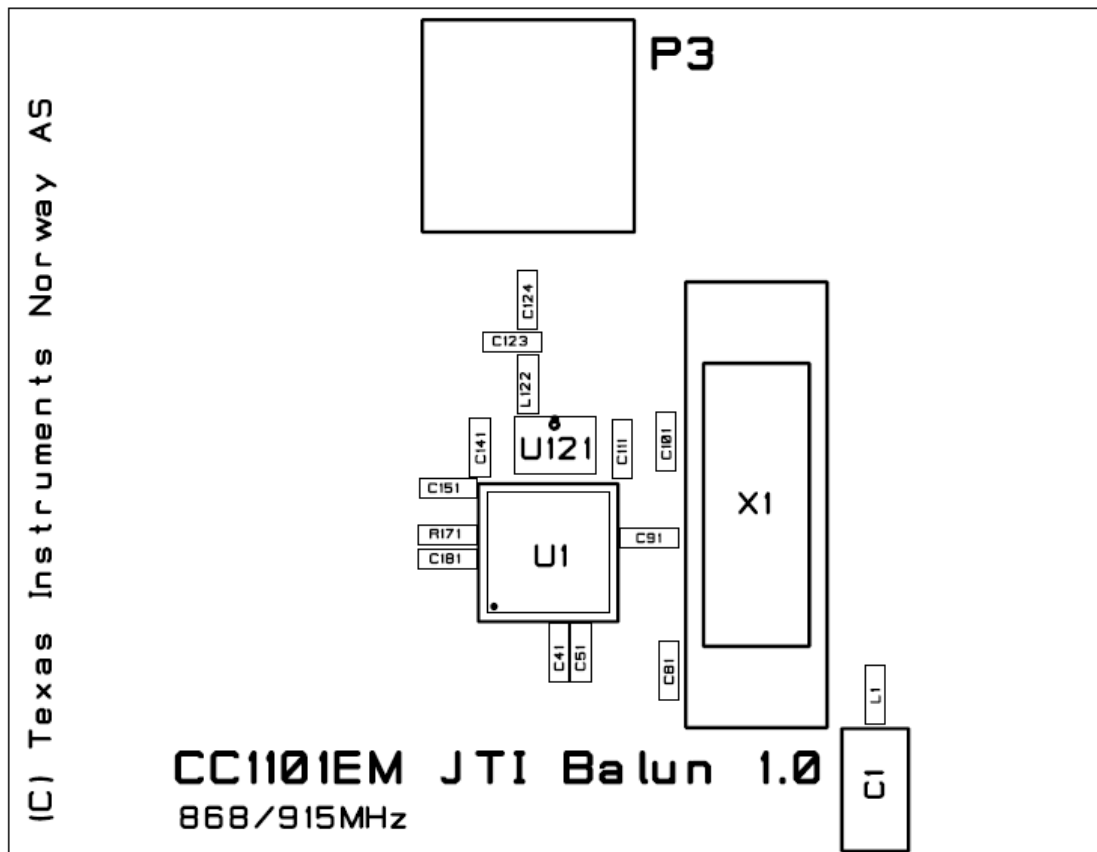 P3
(C) Texas Instruments Norway AS
C124
C123
L122
C141
U121
C111
C101
C151
X1
R171
U1
C91
C181
C41
C51
C81
L1
CC1101EM JTI Balun 1.0
C1
868/915MHz